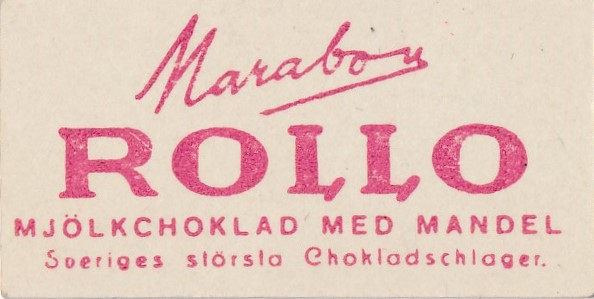 Marabou
ROLLO
MJÖLKCHOKLAD MED MANDEL
Sveriges största Chokladschlager.